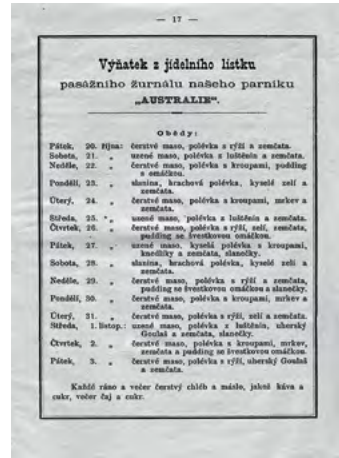 — 17 —
Výňatek z jídelního lístku
pasážního žurnálu našeho parníku
„AUSTRALIE“.
Obědy:
Pátek, 20. října: čerstvé maso, polévka s rýží a zemčata.
Sobota, 21. „ uzené maso, polévka z luštěnin a zemčata.
Neděle, 22. „ čerstvé maso, polévka s kroupami, pudding
s omáčkou.
Pondělí, 23. „ slanina, hrachová polévka, kyselé zelí a
zemčata.
Úterý, 24. „ čerstvé maso, polévka s kroupami, mrkev a
zemčata.
Středa, 25. „ uzené maso, polévka z luštěnin a zemčata.
Čtvrtek, 26. „ čerstvé maso, polévka s rýží, zelí, zemčata,
pudding se švestkovou omáčkou.
Pátek, 27. „ uzené maso, kyselá polévka s kroupami,
knedlíky a zemčata, slanečky.
Sobota, 28. „ slanina, hrachová polévka, kyselé zelí a
zemčata.
Neděle, 29. „ čerstvé maso, polévka s rýží, zemčata,
pudding se švestkovou omáčkou a slanečky.
Pondělí, 30. „ čerstvé maso, polévka s kroupami, mrkev a
zemčata.
Úterý, 31. „ čerstvé maso, polévka s rýží, zelí a zemčata.
Středa, 1. listop.: uzené maso, polévka z luštěnin, uherský
Goulaš a zemčata, slanečky.
Čtvrtek, 2. „ čerstvé maso, polévka s kroupami, mrkev,
zemčata a pudding se švestkovou omáčkou.
Pátek, 3. „ čerstvé maso, polévka s rýží, uherský Goulaš
a zemčata.
Každé ráno a večer čerstvý chléb a máslo, jakož káva a
cukr, večer čaj a cukr.